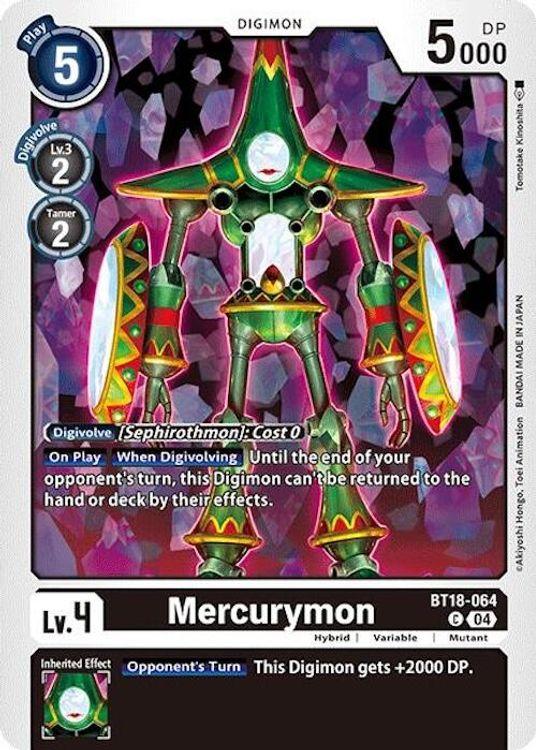 DIGIMON
Play
5
5000
DP
Digivolve
Lv.3
2
Tamer
2
Tomotake Kinoshita
BANDAI MADE IN JAPAN
©Akiyoshi Hongo, Toei Animation
Digivolve [Sephirothmon]: Cost 0
On Play When Digivolving Until the end of your
opponent's turn, this Digimon can't be returned to the
hand or deck by their effects.
Lv.4
Mercurymon
BT18-064
C 04
Hybrid | Variable | Mutant
Inherited Effect
Opponent's Turn This Digimon gets +2000 DP.